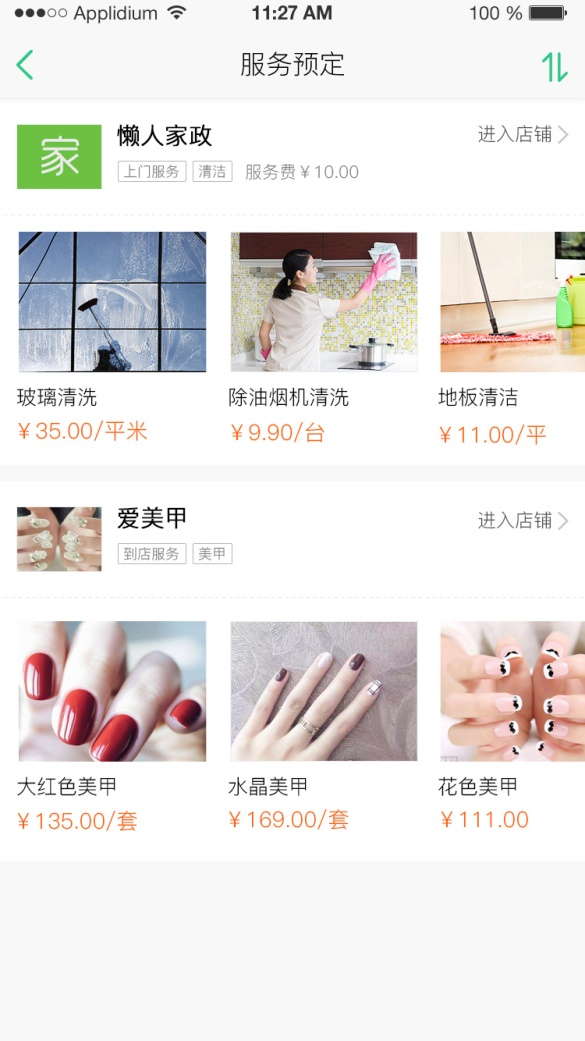 Applidium 11:27 AM 100 %
服务预定
家
懒人家政
进入店铺
上门服务 清洁 服务费￥10.00
玻璃清洗 除油烟机清洗 地板清洁
￥35.00/平米 ￥9.90/台 ￥11.00/平
爱美甲
进入店铺
到店服务 美甲
大红色美甲 水晶美甲 花色美甲
￥135.00/套 ￥169.00/套 ￥111.00